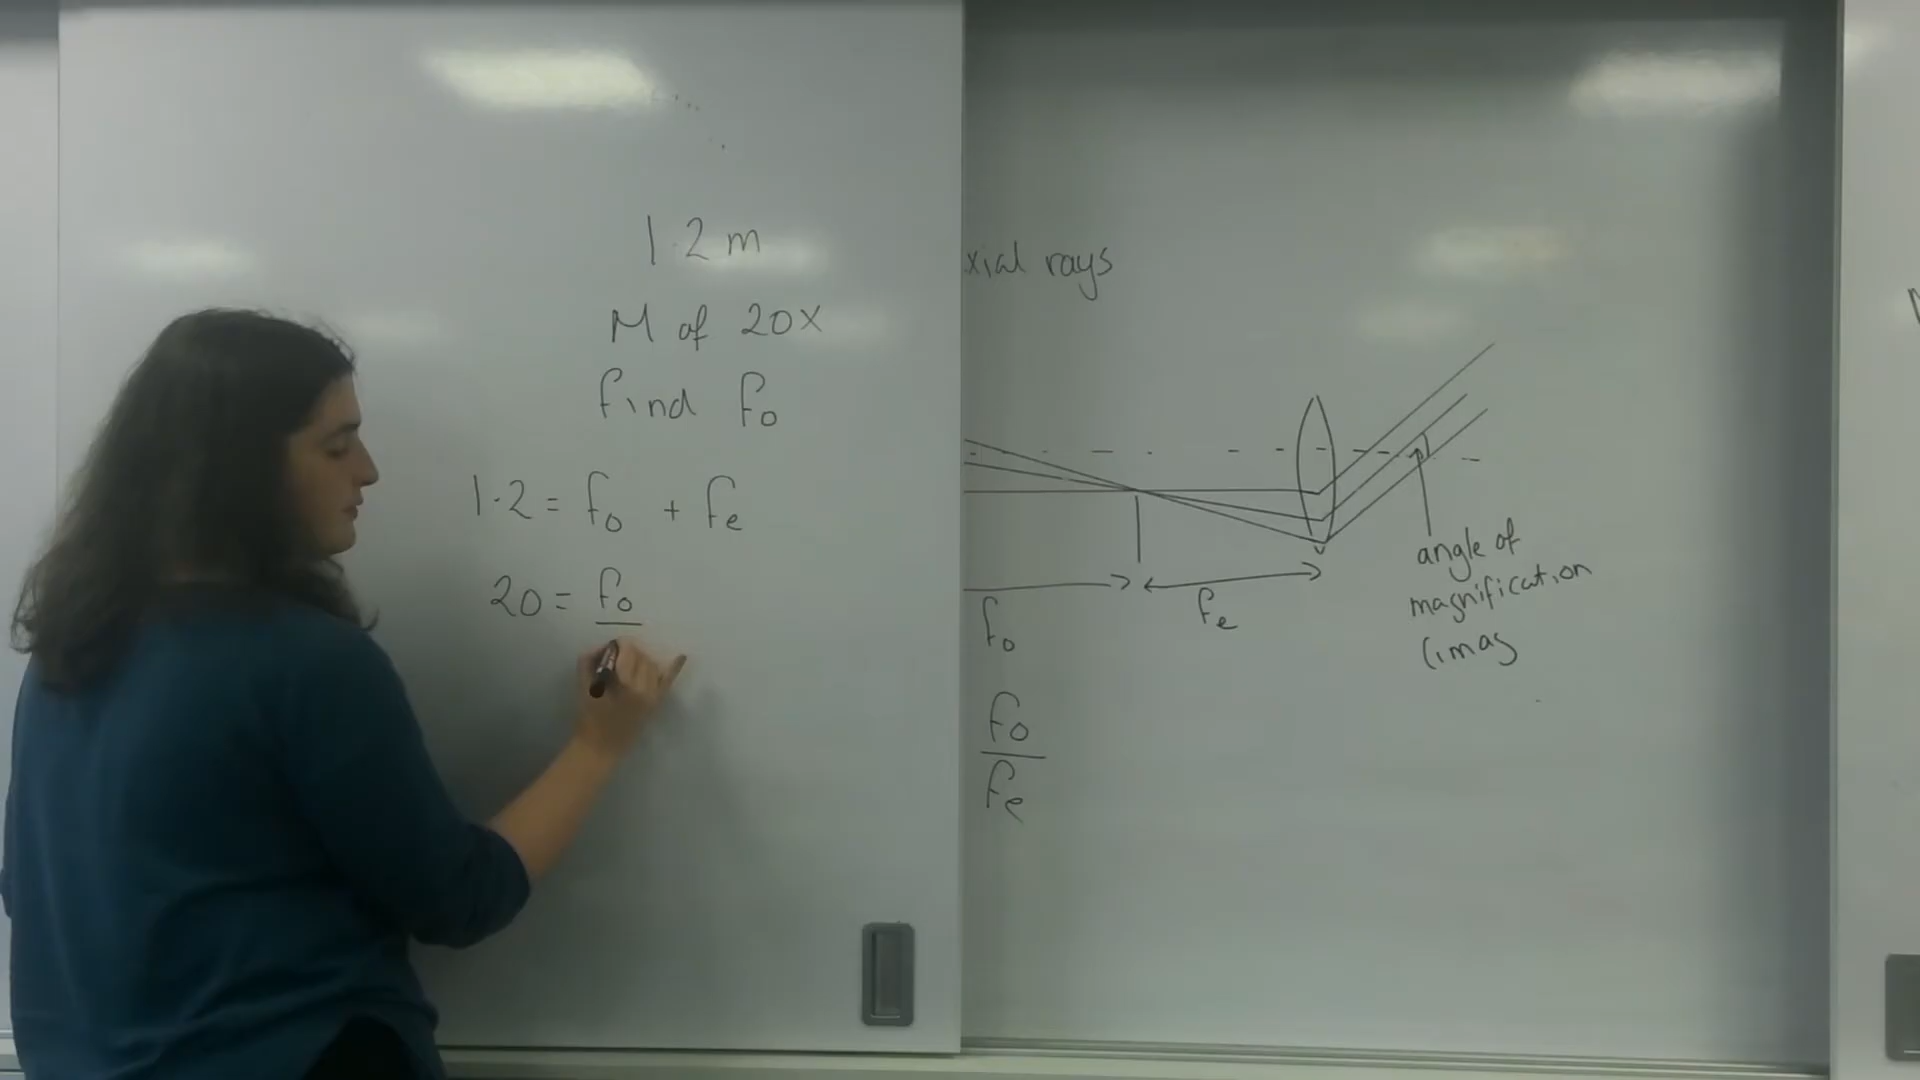 1.2 m
M of 20x
find fo
1.2 = fo + fe
20 = fo
xial rays
fo
fe
fo
fe
angle of
magnification
(imag